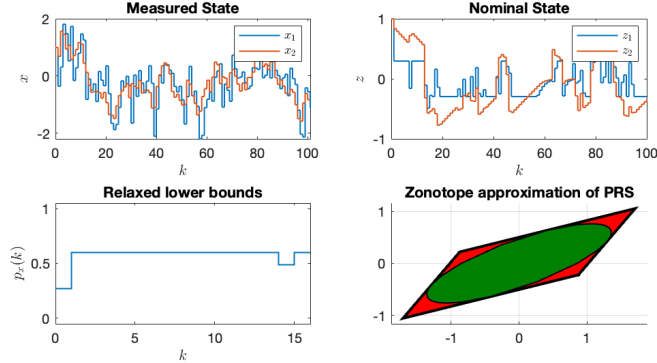 Measured State
x
2
0
-2
0 20 40 60 80 100
k
x₁
x₂
Nominal State
z
1
0
-1
0 20 40 60 80 100
k
z₁
z₂
Relaxed lower bounds
pₓ(k)
1
0.5
0
0 5 10 15
k
Zonotope approximation of PRS
1
0
-1
-1 0 1